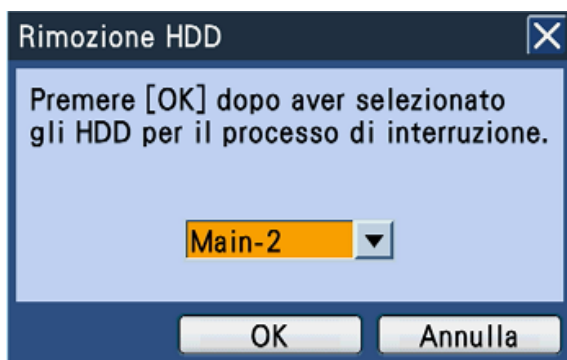 Rimozione HDD
Premere [OK] dopo aver selezionato
gli HDD per il processo di interruzione.
Main-2
OK Annulla